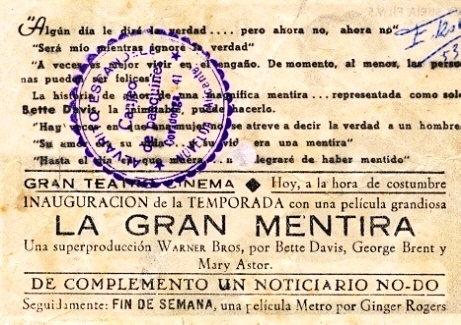 "Algún día le diré la verdad.... pero ahora no, ahora no"
"Será mío mientras ignore la verdad"
"A veces es mejor vivir en el engaño. De momento, al menos, las perso
nas pueden ser felices"
La historia de amor de una magnífica mentira... representada como solo
Bette Davis, la inimitable, puede hacerlo.
"Hay veces en que una mujer no se atreve a decir la verdad a un hombre"
"Su amor, su vida era una mentira"
"Hasta el día que muera... alegraré de haber mentido"
GRAN TEATRO CINEMA ◆ Hoy, a la hora de costumbre
INAUGURACION de la TEMPORADA con una película grandiosa
LA GRAN MENTIRA
Una superproducción WARNER BROS, por Bette Davis, George Brent y
Mary Astor.
DE COMPLEMENTO UN NOTICIARIO NO-DO
Seguidamente: FIN DE SEMANA, una película Metro por Ginger Rogers